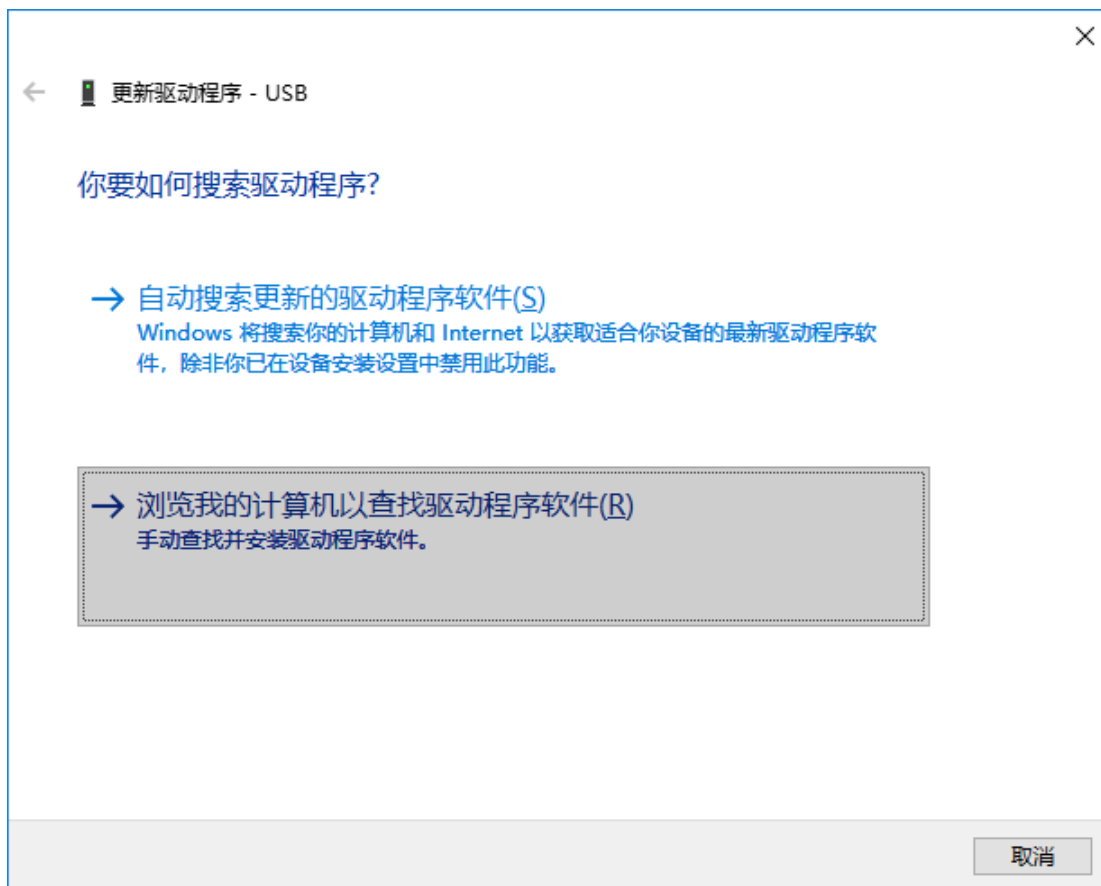 更新驱动程序 - USB
你要如何搜索驱动程序?
自动搜索更新的驱动程序软件(S)
Windows 将搜索你的计算机和 Internet 以获取适合你设备的最新驱动程序软
件，除非你已在设备安装设置中禁用此功能。
浏览我的计算机以查找驱动程序软件(R)
手动查找并安装驱动程序软件。
取消